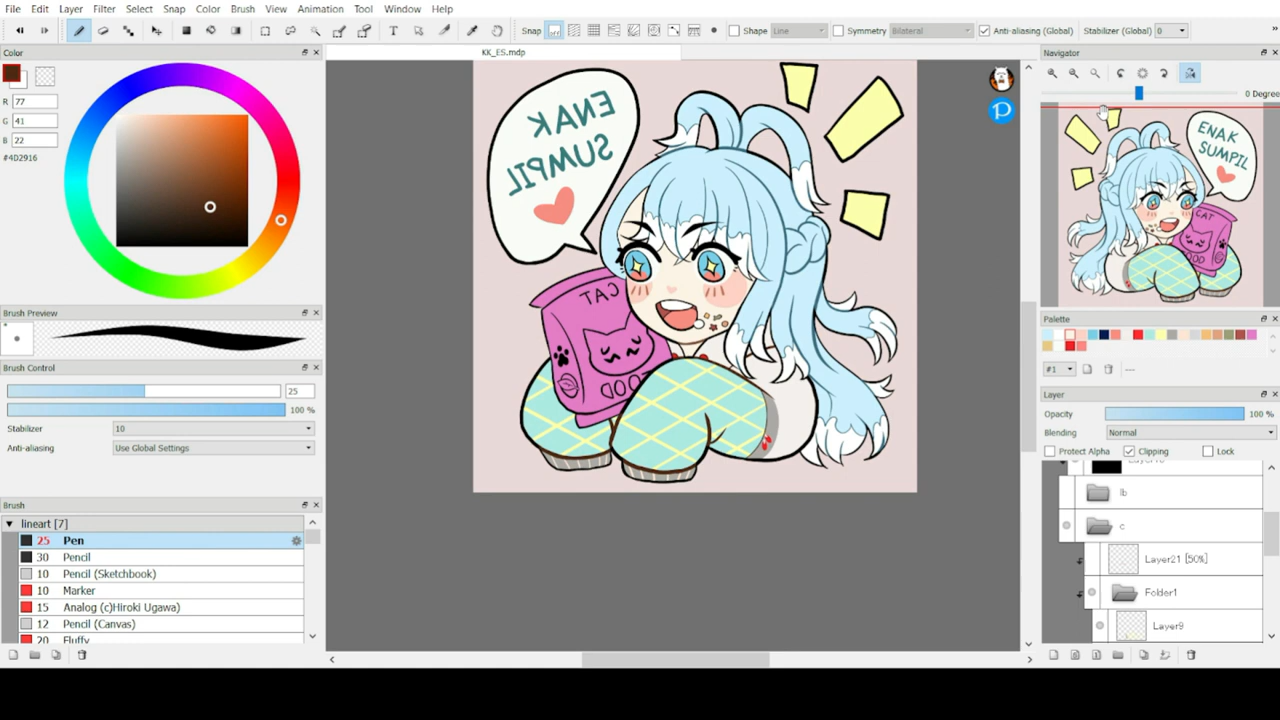 File Edit Layer Filter Select Snap Color Brush View Animation Tool Window Help
Snap Shape Line Symmetry Bilateral Anti-aliasing (Global) Stabilizer (Global) 0
Color
R 77
G 41
B 22
#4D2916
Brush Preview
Brush Control
25
100 %
Stabilizer 10
Anti-aliasing Use Global Settings
Brush
lineart [7]
25 Pen
30 Pencil
10 Pencil (Sketchbook)
10 Marker
15 Analog (c)Hiroki Ugawa)
12 Pencil (Canvas)
20 Fluffy
KK_ES.mdp
ENAK
SUMPIL
CAT
FOOD
Navigator
0 Degree
ENAK
SUMPIL
CAT
Palette
#1 ---
Layer
Opacity 100 %
Blending Normal
Protect Alpha Clipping Lock
lb
c
Layer21 [50%]
Folder1
Layer9